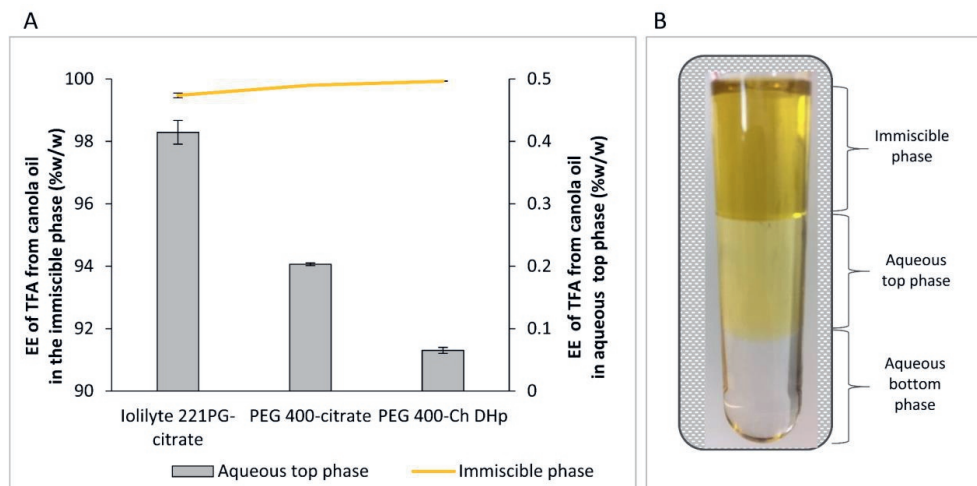 A
EE of TFA from canola oil
in the immiscible phase (%w/w)
100
98
96
94
92
90
0.5
0.4
0.3
0.2
0.1
0
EE of TFA from canola oil
in aqueous top phase (%w/w)
Iolilyte 221PG-
citrate
PEG 400-citrate
PEG 400-Ch DHp
Aqueous top phase
Immiscible phase
B
Immiscible
phase
Aqueous
top phase
Aqueous
bottom
phase